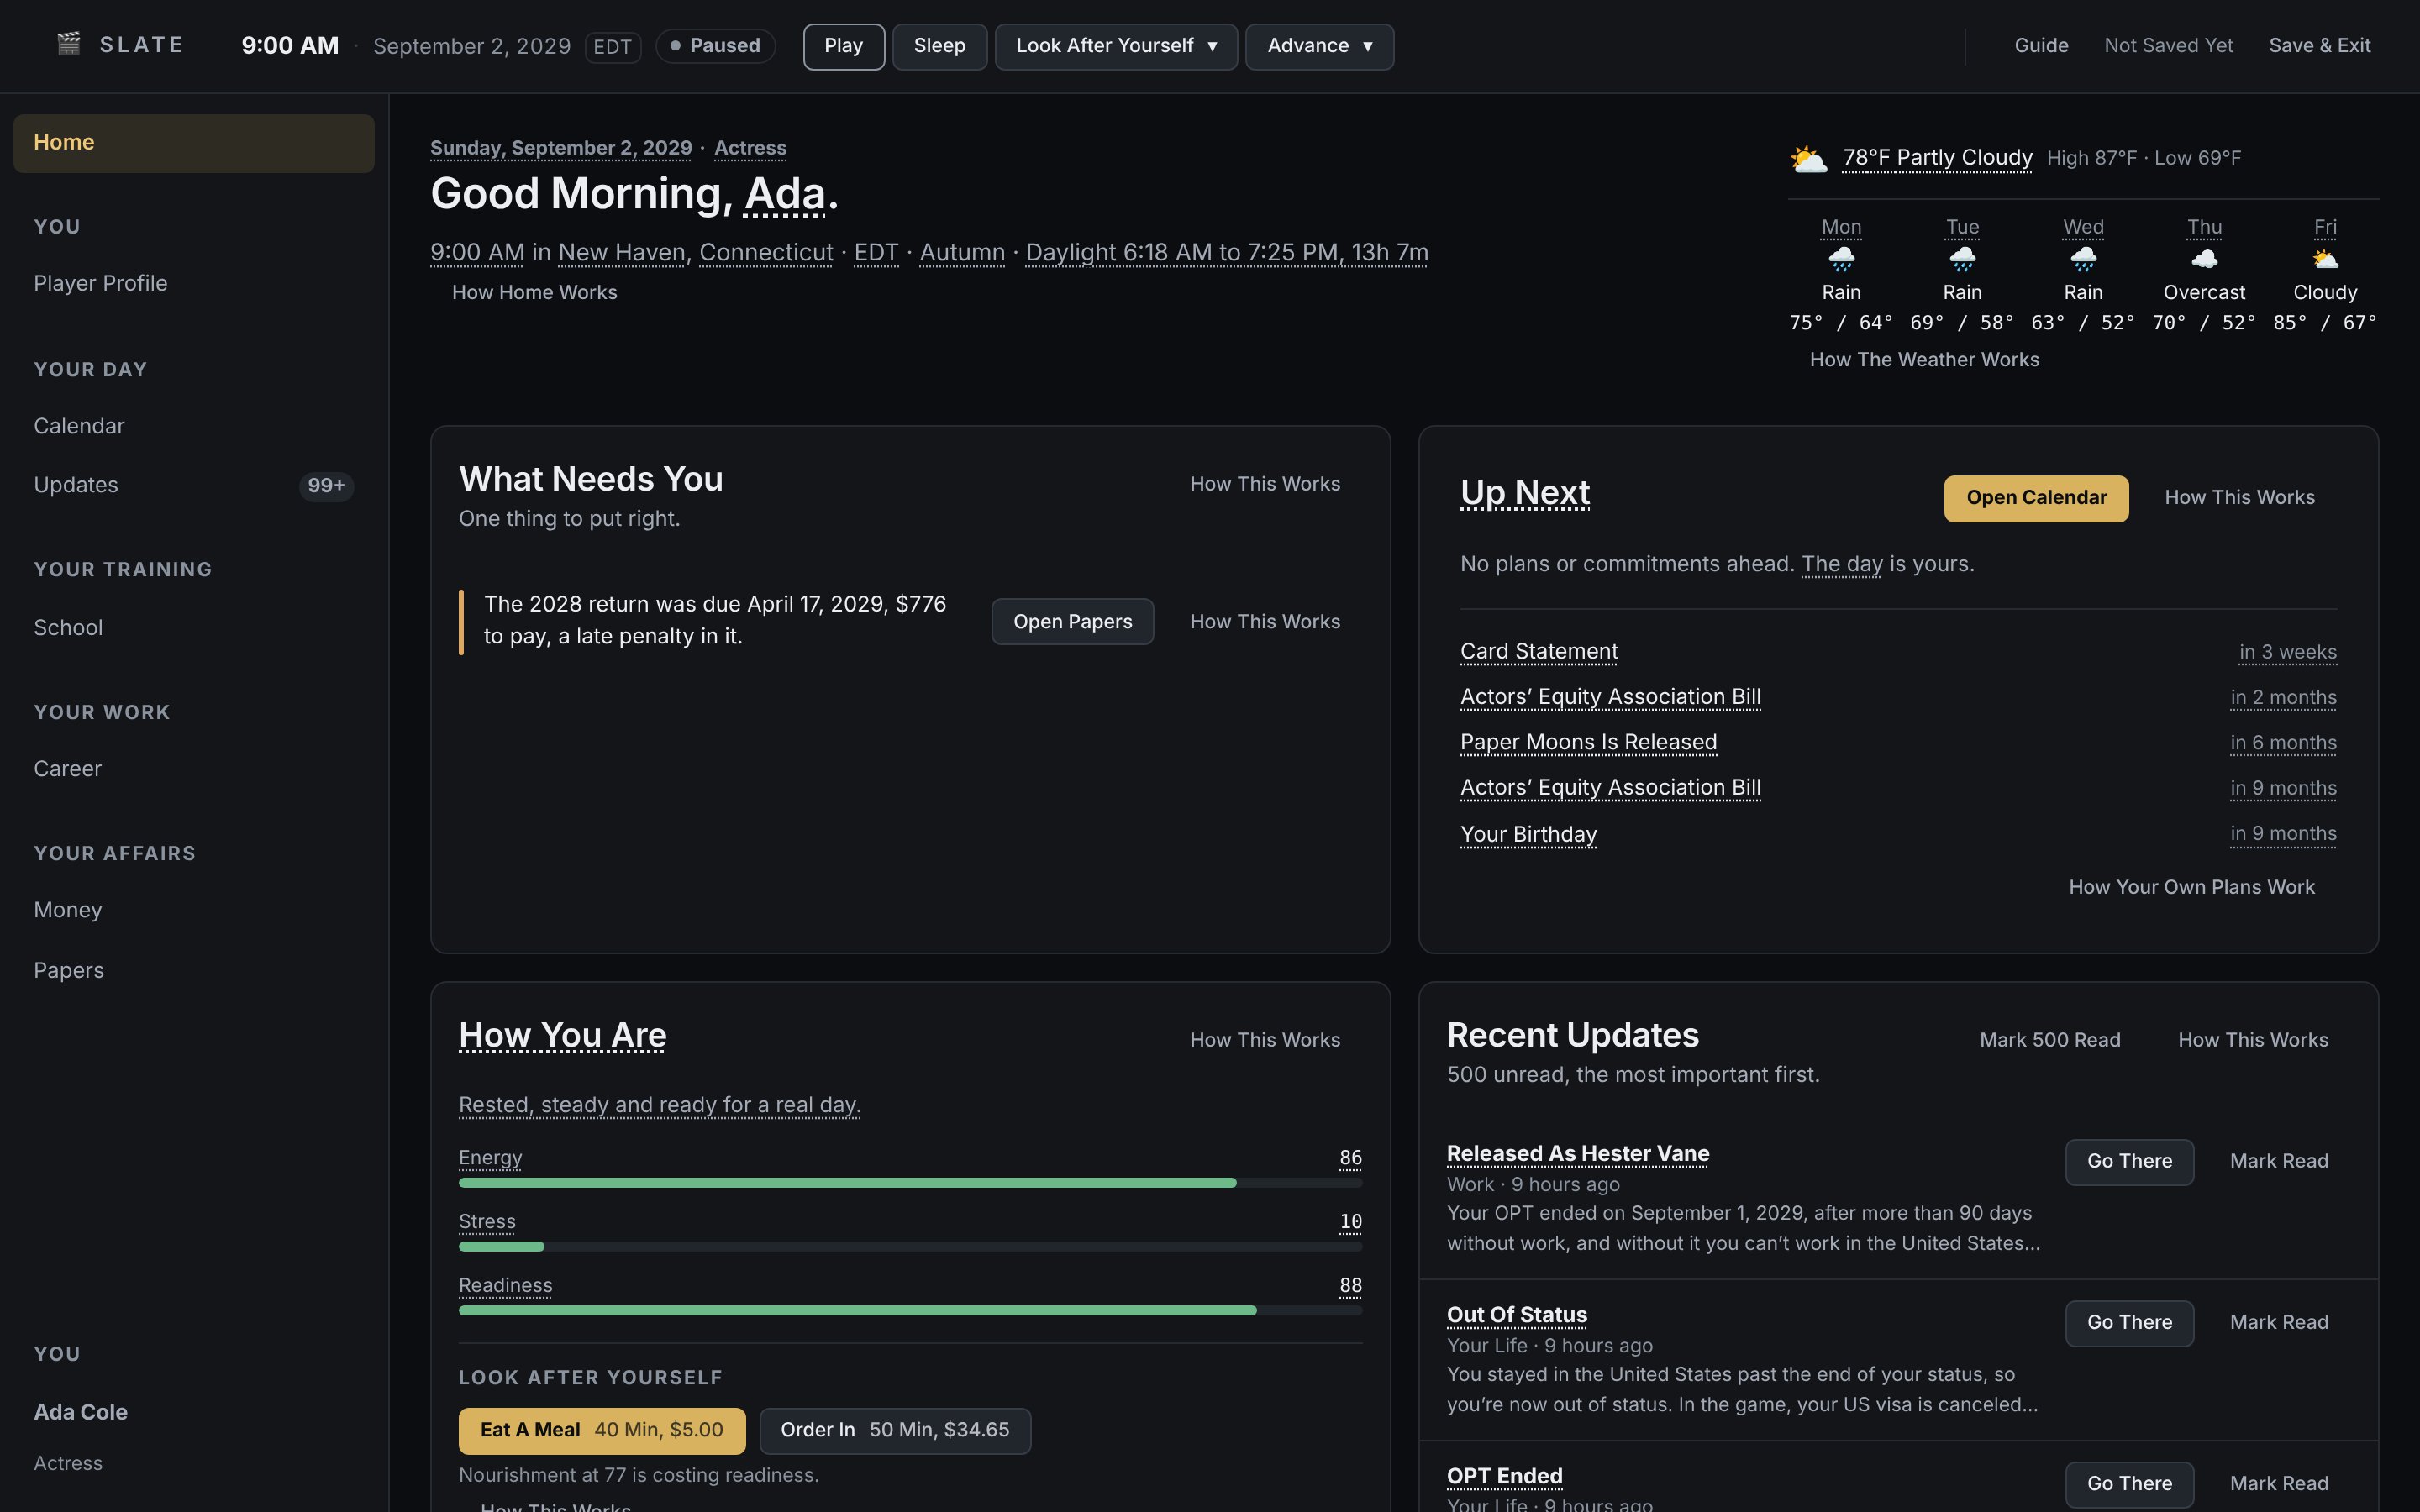 SLATE
9:00 AM · September 2, 2029 EDT Paused
Play
Sleep
Look After Yourself ▾
Advance ▾
Guide
Not Saved Yet
Save & Exit
Home
YOU
Player Profile
YOUR DAY
Calendar
Updates 99+
YOUR TRAINING
School
YOUR WORK
Career
YOUR AFFAIRS
Money
Papers
YOU
Ada Cole
Actress
Sunday, September 2, 2029 · Actress
Good Morning, Ada.
9:00 AM in New Haven, Connecticut · EDT · Autumn · Daylight 6:18 AM to 7:25 PM, 13h 7m
How Home Works
78°F Partly Cloudy High 87°F · Low 69°F
Mon Tue Wed Thu Fri
Rain Rain Rain Overcast Cloudy
75° / 64° 69° / 58° 63° / 52° 70° / 52° 85° / 67°
How The Weather Works
What Needs You
How This Works
One thing to put right.
The 2028 return was due April 17, 2029, $776
to pay, a late penalty in it.
Open Papers
How This Works
Up Next
Open Calendar
How This Works
No plans or commitments ahead. The day is yours.
Card Statement in 3 weeks
Actors’ Equity Association Bill in 2 months
Paper Moons Is Released in 6 months
Actors’ Equity Association Bill in 9 months
Your Birthday in 9 months
How Your Own Plans Work
How You Are
How This Works
Rested, steady and ready for a real day.
Energy 86
Stress 10
Readiness 88
LOOK AFTER YOURSELF
Eat A Meal 40 Min, $5.00
Order In 50 Min, $34.65
Nourishment at 77 is costing readiness.
How This Works
Recent Updates
Mark 500 Read
How This Works
500 unread, the most important first.
Released As Hester Vane
Go There
Mark Read
Work · 9 hours ago
Your OPT ended on September 1, 2029, after more than 90 days
without work, and without it you can’t work in the United States…
Out Of Status
Go There
Mark Read
Your Life · 9 hours ago
You stayed in the United States past the end of your status, so
you’re now out of status. In the game, your US visa is canceled…
OPT Ended
Go There
Mark Read
Your Life · 9 hours ago